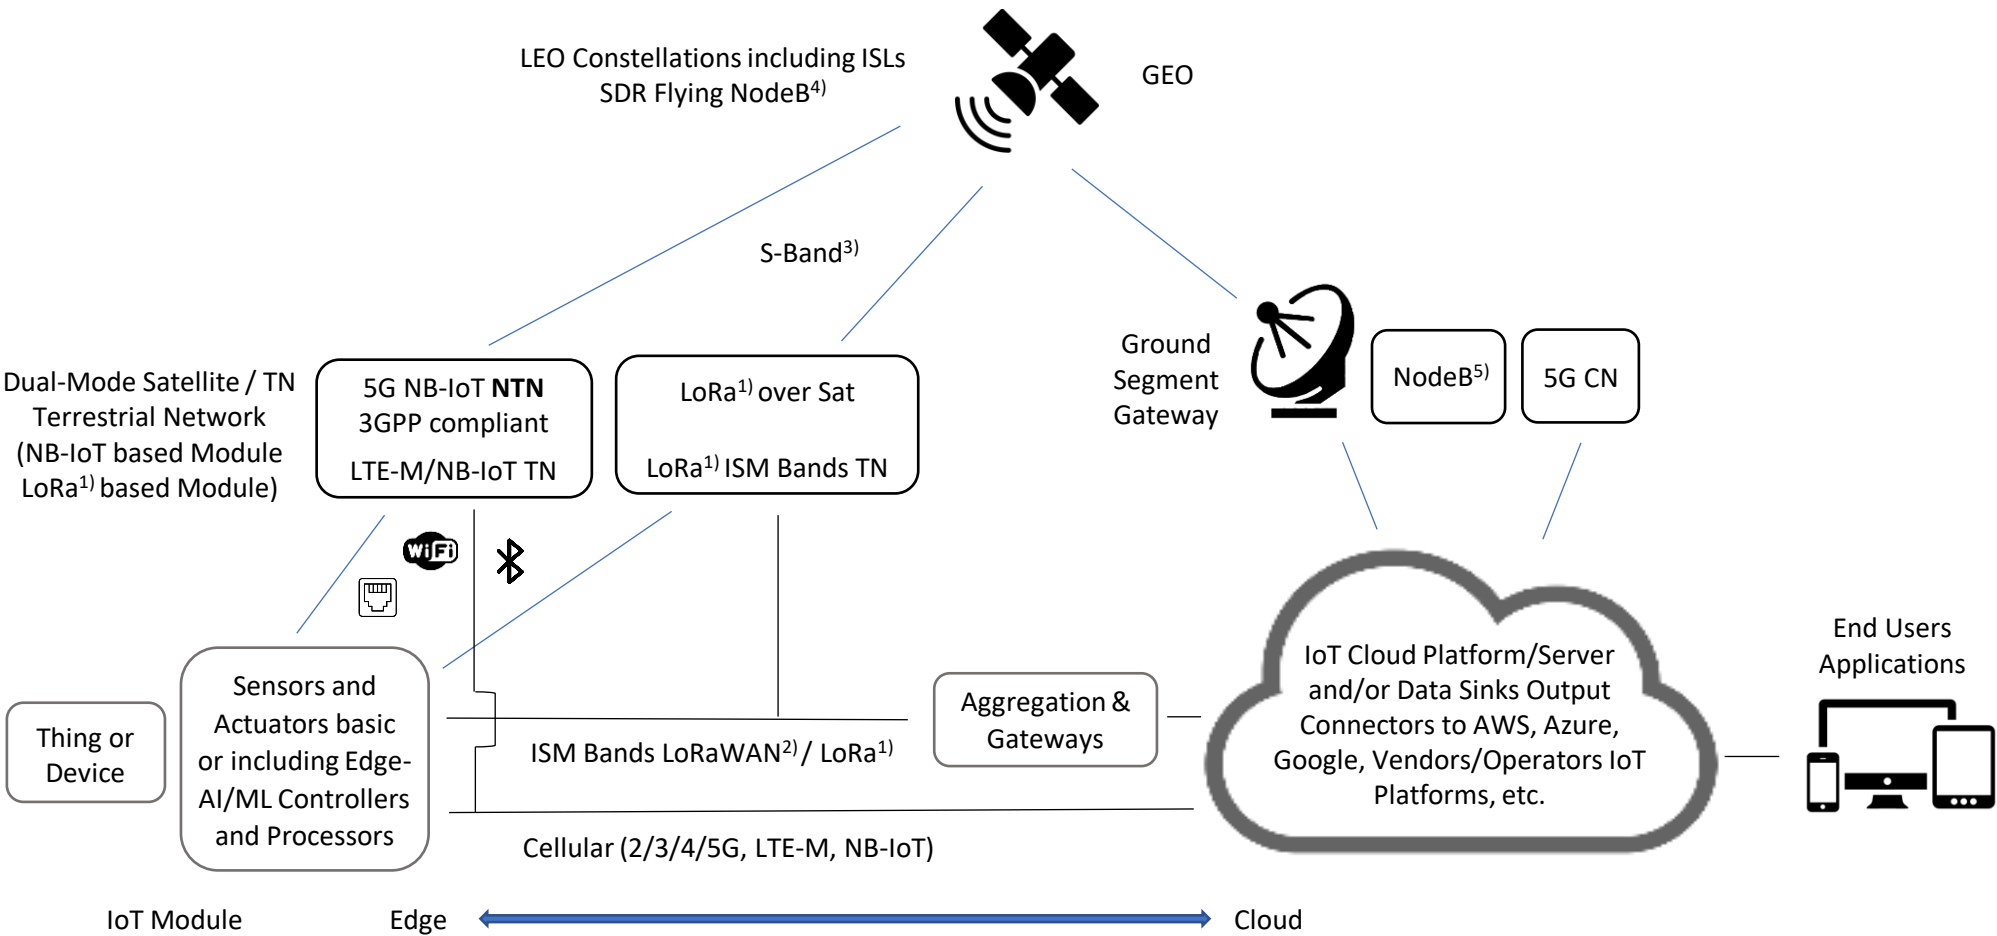 LEO Constellations including ISLs
SDR Flying NodeB4)
GEO
S-Band3)
Dual-Mode Satellite / TN
Terrestrial Network
(NB-IoT based Module
LoRa1) based Module)
5G NB-IoT NTN
3GPP compliant
LTE-M/NB-IoT TN
LoRa1) over Sat
LoRa1) ISM Bands TN
Ground
Segment
Gateway
NodeB5)
5G CN
WiFi
Thing or
Device
Sensors and
Actuators basic
or including Edge-
AI/ML Controllers
and Processors
ISM Bands LoRaWAN2) / LoRa1)
Aggregation &
Gateways
Cellular (2/3/4/5G, LTE-M, NB-IoT)
IoT Cloud Platform/Server
and/or Data Sinks Output
Connectors to AWS, Azure,
Google, Vendors/Operators IoT
Platforms, etc.
End Users
Applications
IoT Module
Edge
Cloud